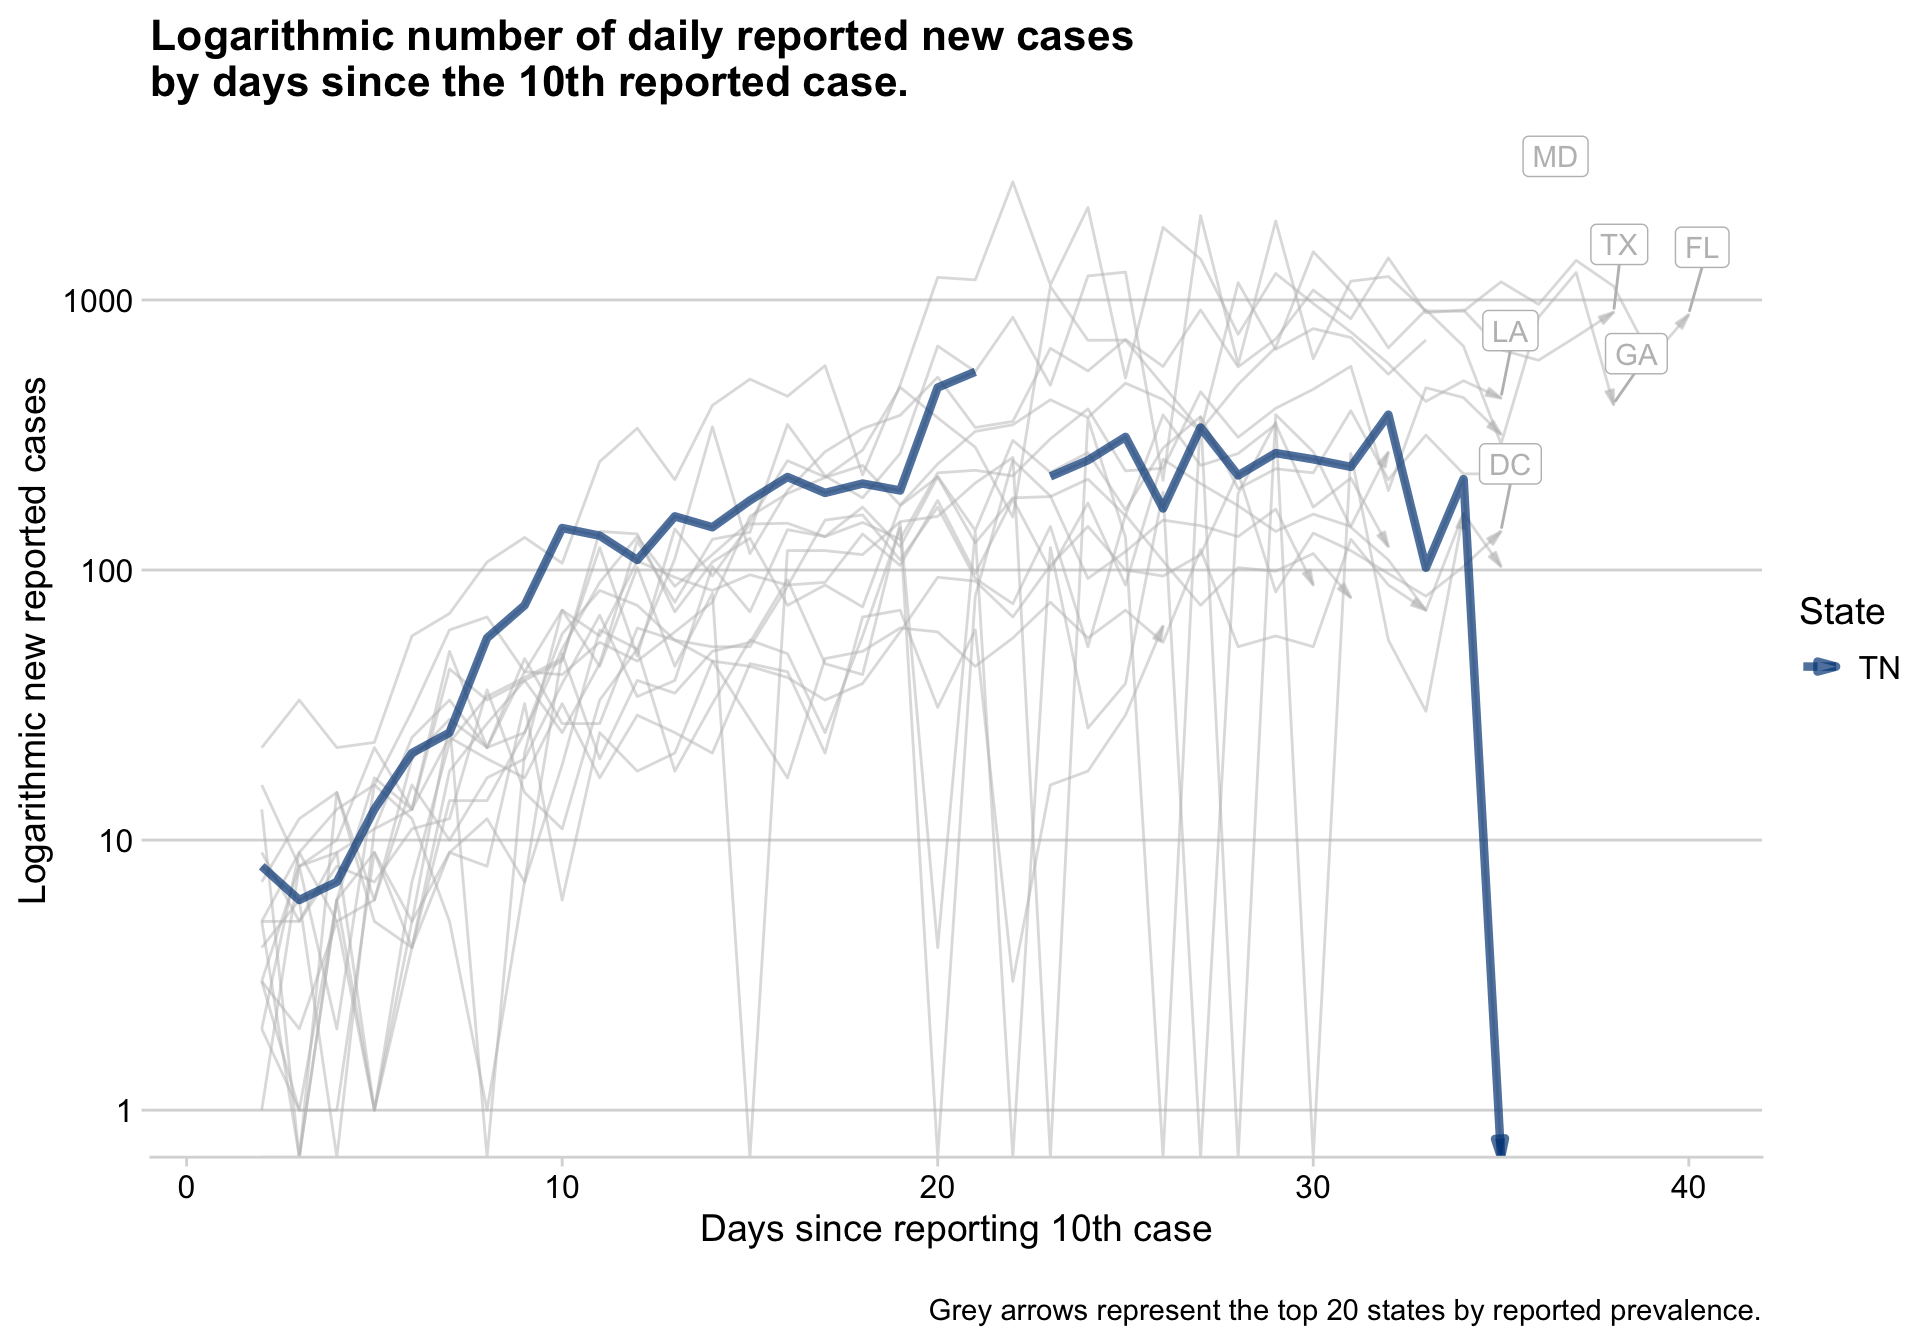 Logarithmic number of daily reported new cases
by days since the 10th reported case.
MD
TX
FL
1000
LA
GA
Logarithmic new reported cases
DC
100
State
TN
10
1
0
10
20
30
40
Days since reporting 10th case
Grey arrows represent the top 20 states by reported prevalence.